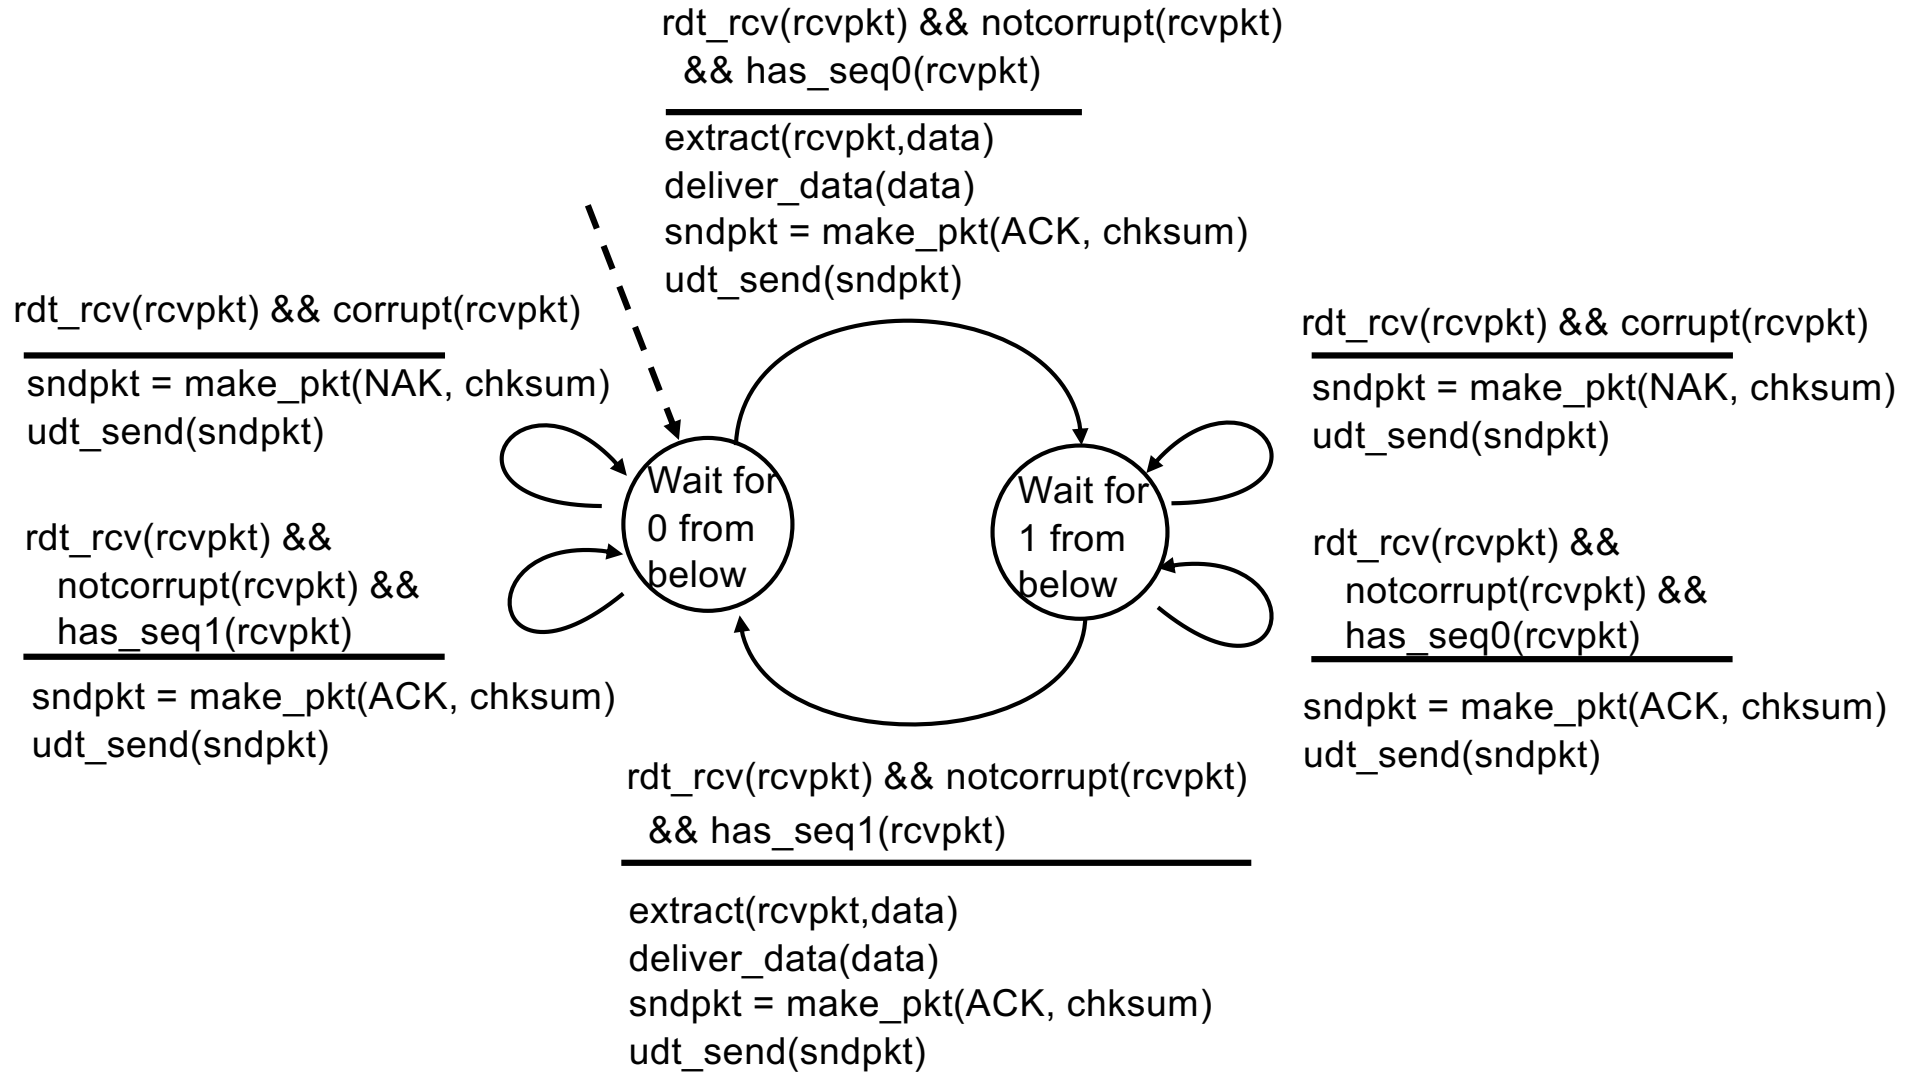 rdt_rcv(rcvpkt) && notcorrupt(rcvpkt)
&& has_seq0(rcvpkt)
extract(rcvpkt,data)
deliver_data(data)
sndpkt = make_pkt(ACK, chksum)
udt_send(sndpkt)
rdt_rcv(rcvpkt) && corrupt(rcvpkt)
sndpkt = make_pkt(NAK, chksum)
udt_send(sndpkt)
rdt_rcv(rcvpkt) &&
notcorrupt(rcvpkt) &&
has_seq1(rcvpkt)
sndpkt = make_pkt(ACK, chksum)
udt_send(sndpkt)
Wait for
0 from
below
Wait for
1 from
below
rdt_rcv(rcvpkt) && corrupt(rcvpkt)
sndpkt = make_pkt(NAK, chksum)
udt_send(sndpkt)
rdt_rcv(rcvpkt) &&
notcorrupt(rcvpkt) &&
has_seq0(rcvpkt)
sndpkt = make_pkt(ACK, chksum)
udt_send(sndpkt)
rdt_rcv(rcvpkt) && notcorrupt(rcvpkt)
&& has_seq1(rcvpkt)
extract(rcvpkt,data)
deliver_data(data)
sndpkt = make_pkt(ACK, chksum)
udt_send(sndpkt)